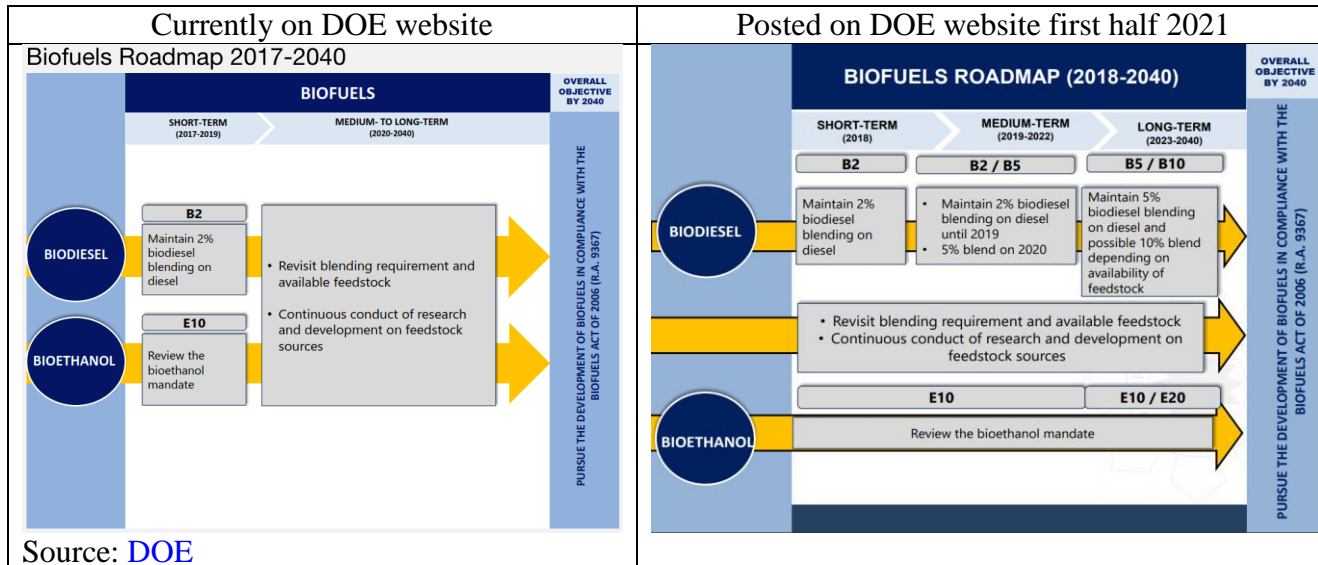 Currently on DOE website
Biofuels Roadmap 2017-2040
BIOFUELS
OVERALL
OBJECTIVE
BY 2040
SHORT-TERM
(2017-2019)
MEDIUM- TO LONG-TERM
(2020-2040)
BIODIESEL
B2
Maintain 2%
biodiesel
blending on
diesel
BIOETHANOL
E10
Review the
bioethanol
mandate
• Revisit blending requirement and
available feedstock
• Continuous conduct of research
and development on feedstock
sources
PURSUE THE DEVELOPMENT OF BIOFUELS IN COMPLIANCE WITH THE
BIOFUELS ACT OF 2006 (R.A. 9367)
Source: DOE
Posted on DOE website first half 2021
BIOFUELS ROADMAP (2018-2040)
OVERALL
OBJECTIVE
BY 2040
SHORT-TERM
(2018)
MEDIUM-TERM
(2019-2022)
LONG-TERM
(2023-2040)
B2
B2 / B5
B5 / B10
BIODIESEL
Maintain 2%
biodiesel
blending on
diesel
• Maintain 2% biodiesel
blending on diesel
until 2019
• 5% blend on 2020
Maintain 5%
biodiesel blending
on diesel and
possible 10% blend
depending on
availability of
feedstock
• Revisit blending requirement and available feedstock
• Continuous conduct of research and development on
feedstock sources
E10
E10 / E20
BIOETHANOL
Review the bioethanol mandate
PURSUE THE DEVELOPMENT OF BIOFUELS IN COMPLIANCE WITH THE
BIOFUELS ACT OF 2006 (R.A. 9367)